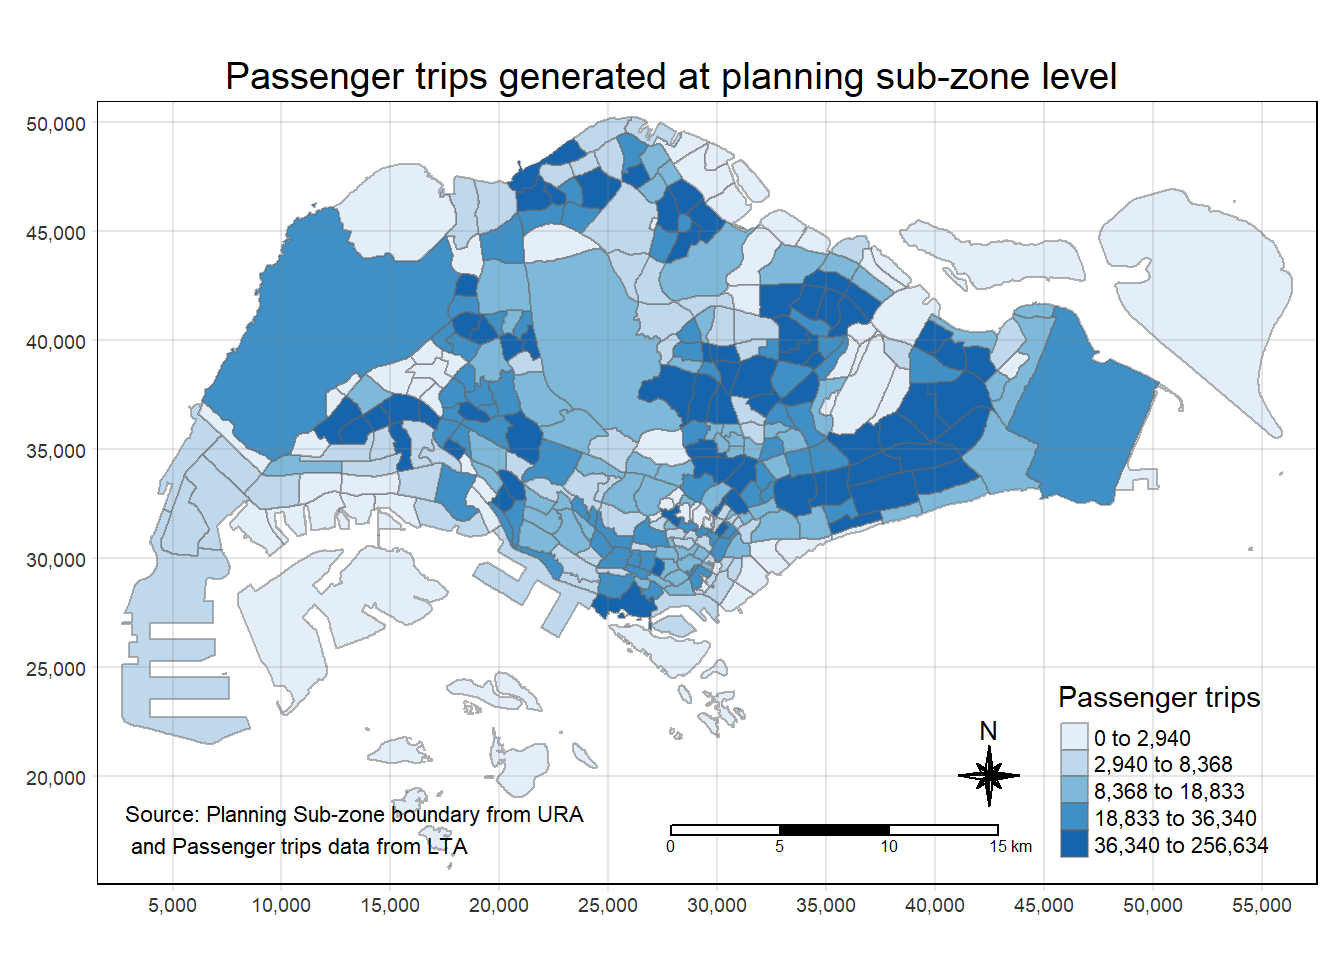 Passenger trips generated at planning sub-zone level
50,000
45,000
40,000
35,000
30,000
25,000
20,000
Passenger trips
0 to 2,940
2,940 to 8,368
8,368 to 18,833
18,833 to 36,340
36,340 to 256,634
N
0 5 10 15 km
Source: Planning Sub-zone boundary from URA
and Passenger trips data from LTA
5,000 10,000 15,000 20,000 25,000 30,000 35,000 40,000 45,000 50,000 55,000